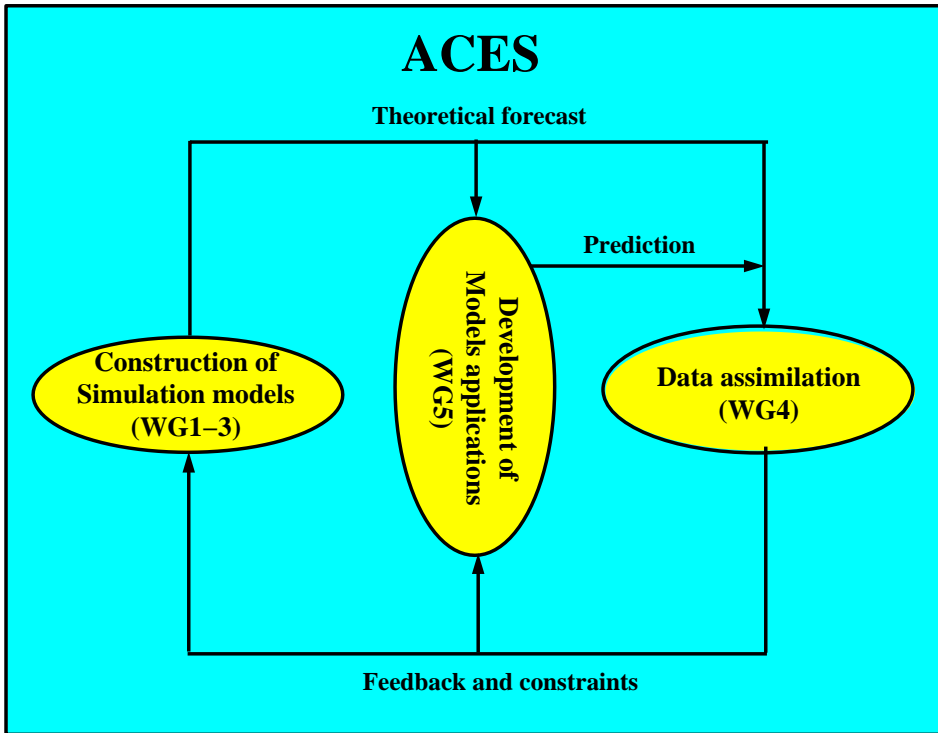 ACES
Theoretical forecast
Prediction
Construction of
Simulation models
(WG1−3)
Development of
Models applications
(WG5)
Data assimilation
(WG4)
Feedback and constraints